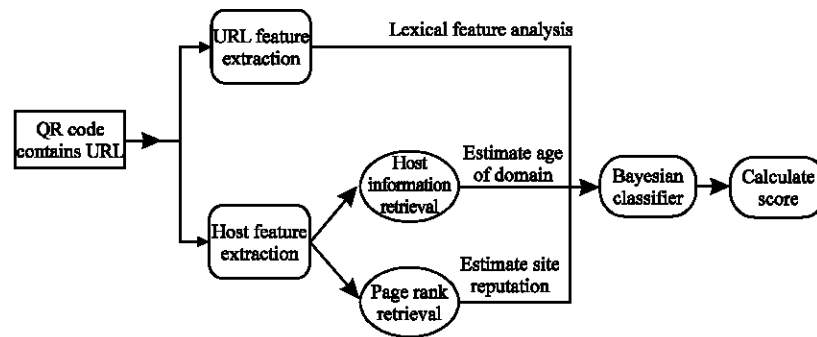 URL feature
extraction
Lexical feature analysis
QR code
contains URL
Host
information
retrieval
Estimate age
of domain
Bayesian
classifier
Calculate
score
Host feature
extraction
Page rank
retrieval
Estimate site
reputation